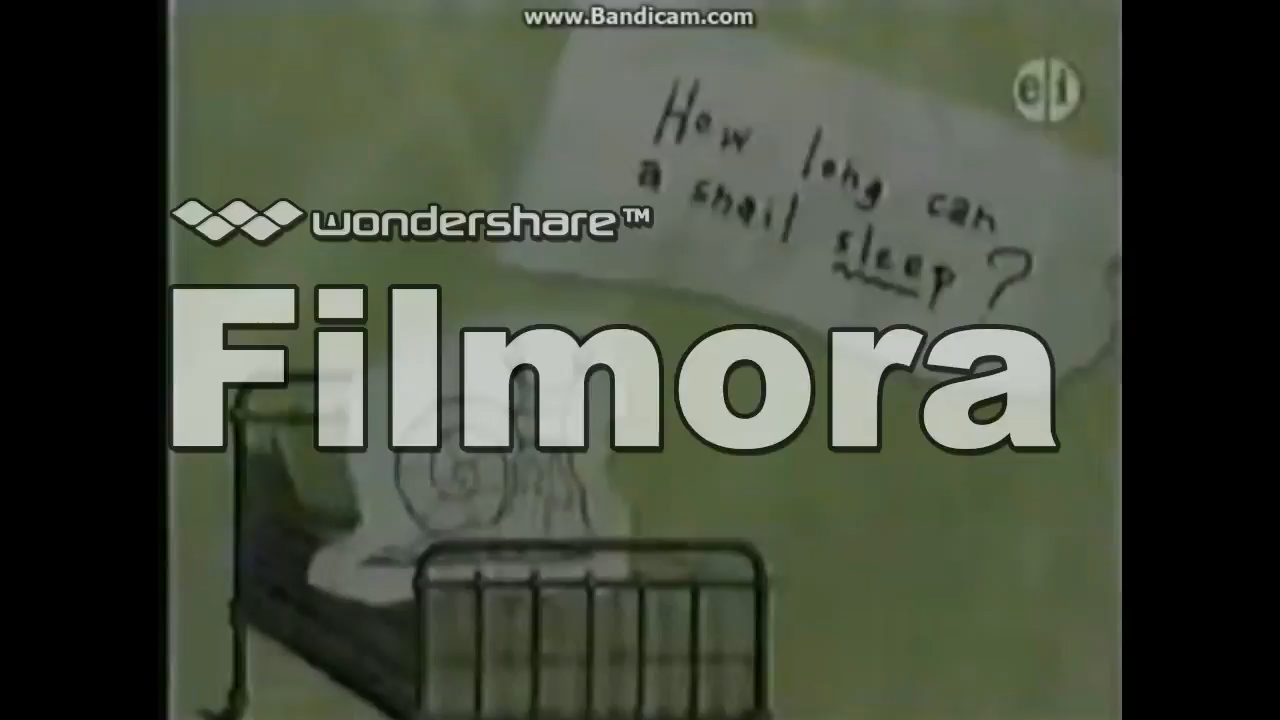 www.Bandicam.com
e i
How long can
a snail sleep?
wondershare™
Filmora